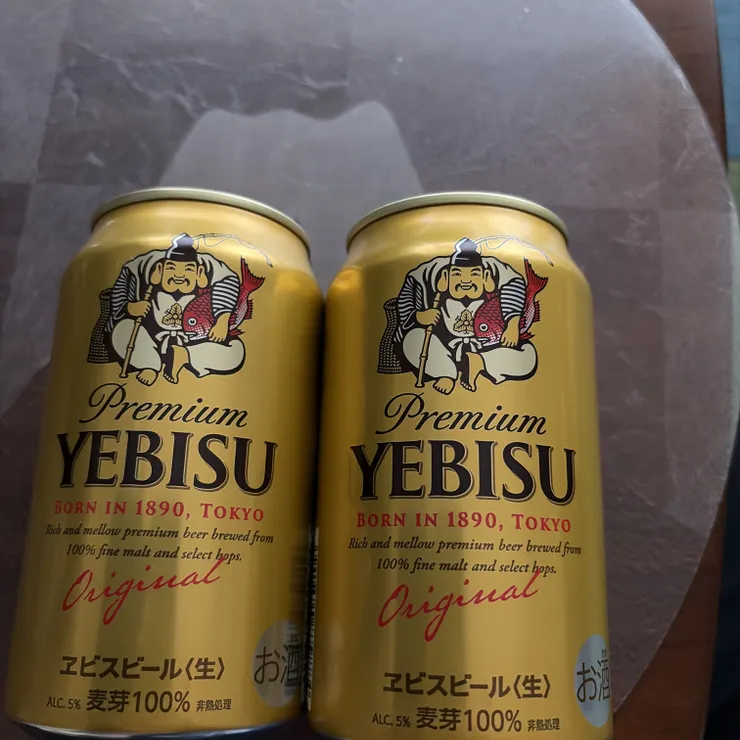 Premium
YEBISU
BORN IN 1890, TOKYO
Rich and mellow premium beer brewed from
100% fine malt and select hops.
Original
ヱビスビール〈生〉
ALC. 5% 麦芽100% 非熱処理
お酒
Premium
YEBISU
BORN IN 1890, TOKYO
Rich and mellow premium beer brewed from
100% fine malt and select hops.
Original
ヱビスビール〈生〉
ALC. 5% 麦芽100% 非熱処理
お酒